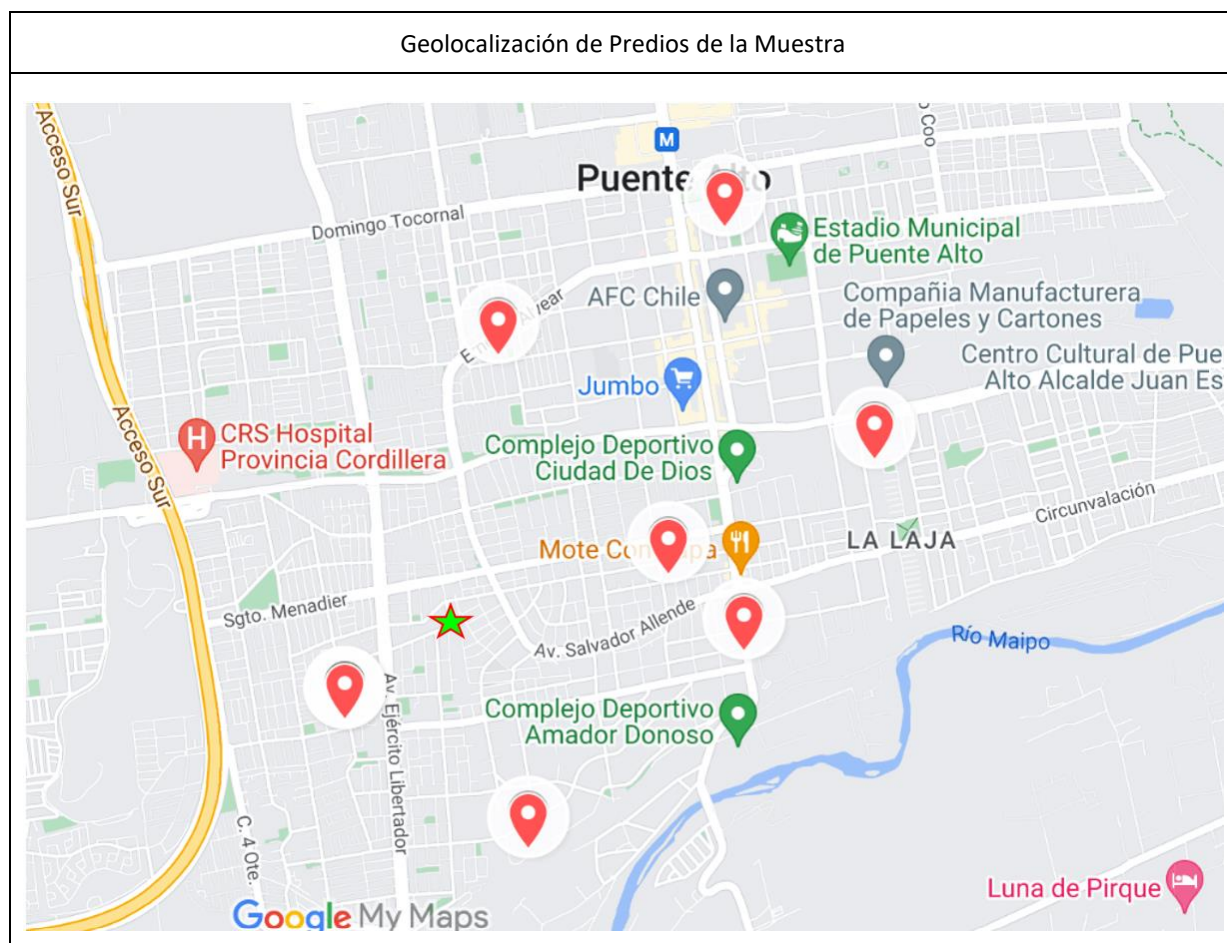 Geolocalización de Predios de la Muestra
Acceso Sur
M
Puente
Domingo Tocornal
Estadio Municipal
de Puente Alto
AFC Chile
Compañia Manufacturera
de Papeles y Cartones
Centro Cultural de Pue
Alto Alcalde Juan Es
Jumbo
H
CRS Hospital
Provincia Cordillera
Complejo Deportivo
Ciudad De Dios
Acceso Sur
Circunvalación
Mote Con
LA LAJA
Sgto. Menadier
Av. Salvador Allende
Río Maipo
Av. Ejército Libertador
Complejo Deportivo
Amador Donoso
C. 4 Ote.
Luna de Pirque
Google My Maps